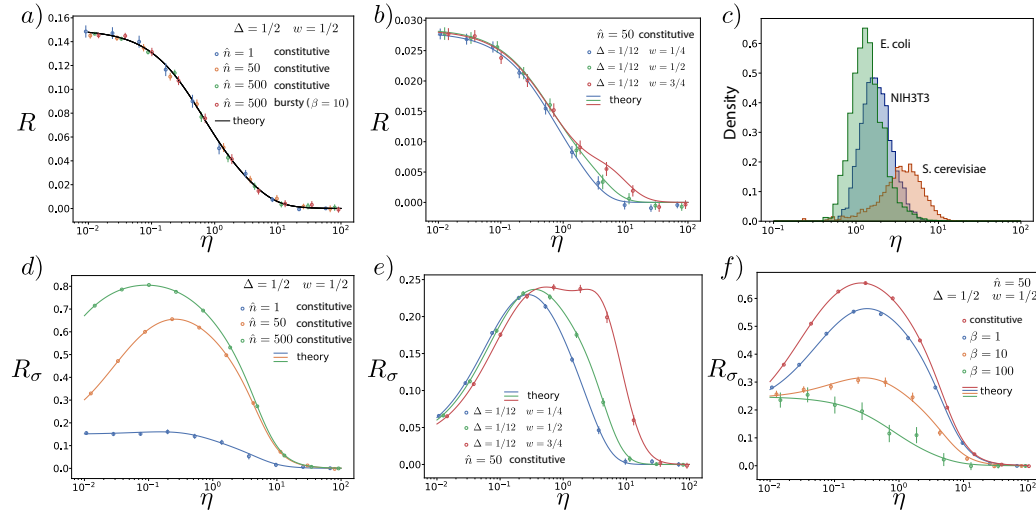 a)
Δ = 1/2 w = 1/2
n̂ = 1 constitutive
n̂ = 50 constitutive
n̂ = 500 constitutive
n̂ = 500 bursty (β = 10)
theory
R
0.16
0.14
0.12
0.10
0.08
0.06
0.04
0.02
0.00
10⁻² 10⁻¹ 10⁰ 10¹ 10²
η
b)
n̂ = 50 constitutive
Δ = 1/12 w = 1/4
Δ = 1/12 w = 1/2
Δ = 1/12 w = 3/4
theory
R
0.030
0.025
0.020
0.015
0.010
0.005
0.000
10⁻² 10⁻¹ 10⁰ 10¹ 10²
η
c)
E. coli
NIH3T3
S. cerevisiae
Density
0.6
0.5
0.4
0.3
0.2
0.1
0.0
10⁻¹ 10⁰ 10¹ 10²
η
d)
Δ = 1/2 w = 1/2
n̂ = 1 constitutive
n̂ = 50 constitutive
n̂ = 500 constitutive
theory
R_σ
0.8
0.7
0.6
0.5
0.4
0.3
0.2
0.1
0.0
10⁻² 10⁻¹ 10⁰ 10¹ 10²
η
e)
R_σ
0,25
0,20
0,15
0,10
0,05
0,00
theory
Δ = 1/12 w = 1/4
Δ = 1/12 w = 1/2
Δ = 1/12 w = 3/4
n̂ = 50 constitutive
10⁻² 10⁻¹ 10⁰ 10¹ 10²
η
f)
n̂ = 50
Δ = 1/2 w = 1/2
constitutive
β = 1
β = 10
β = 100
theory
R_σ
0.6
0.5
0.4
0.3
0.2
0.1
0.0
10⁻² 10⁻¹ 10⁰ 10¹ 10²
η